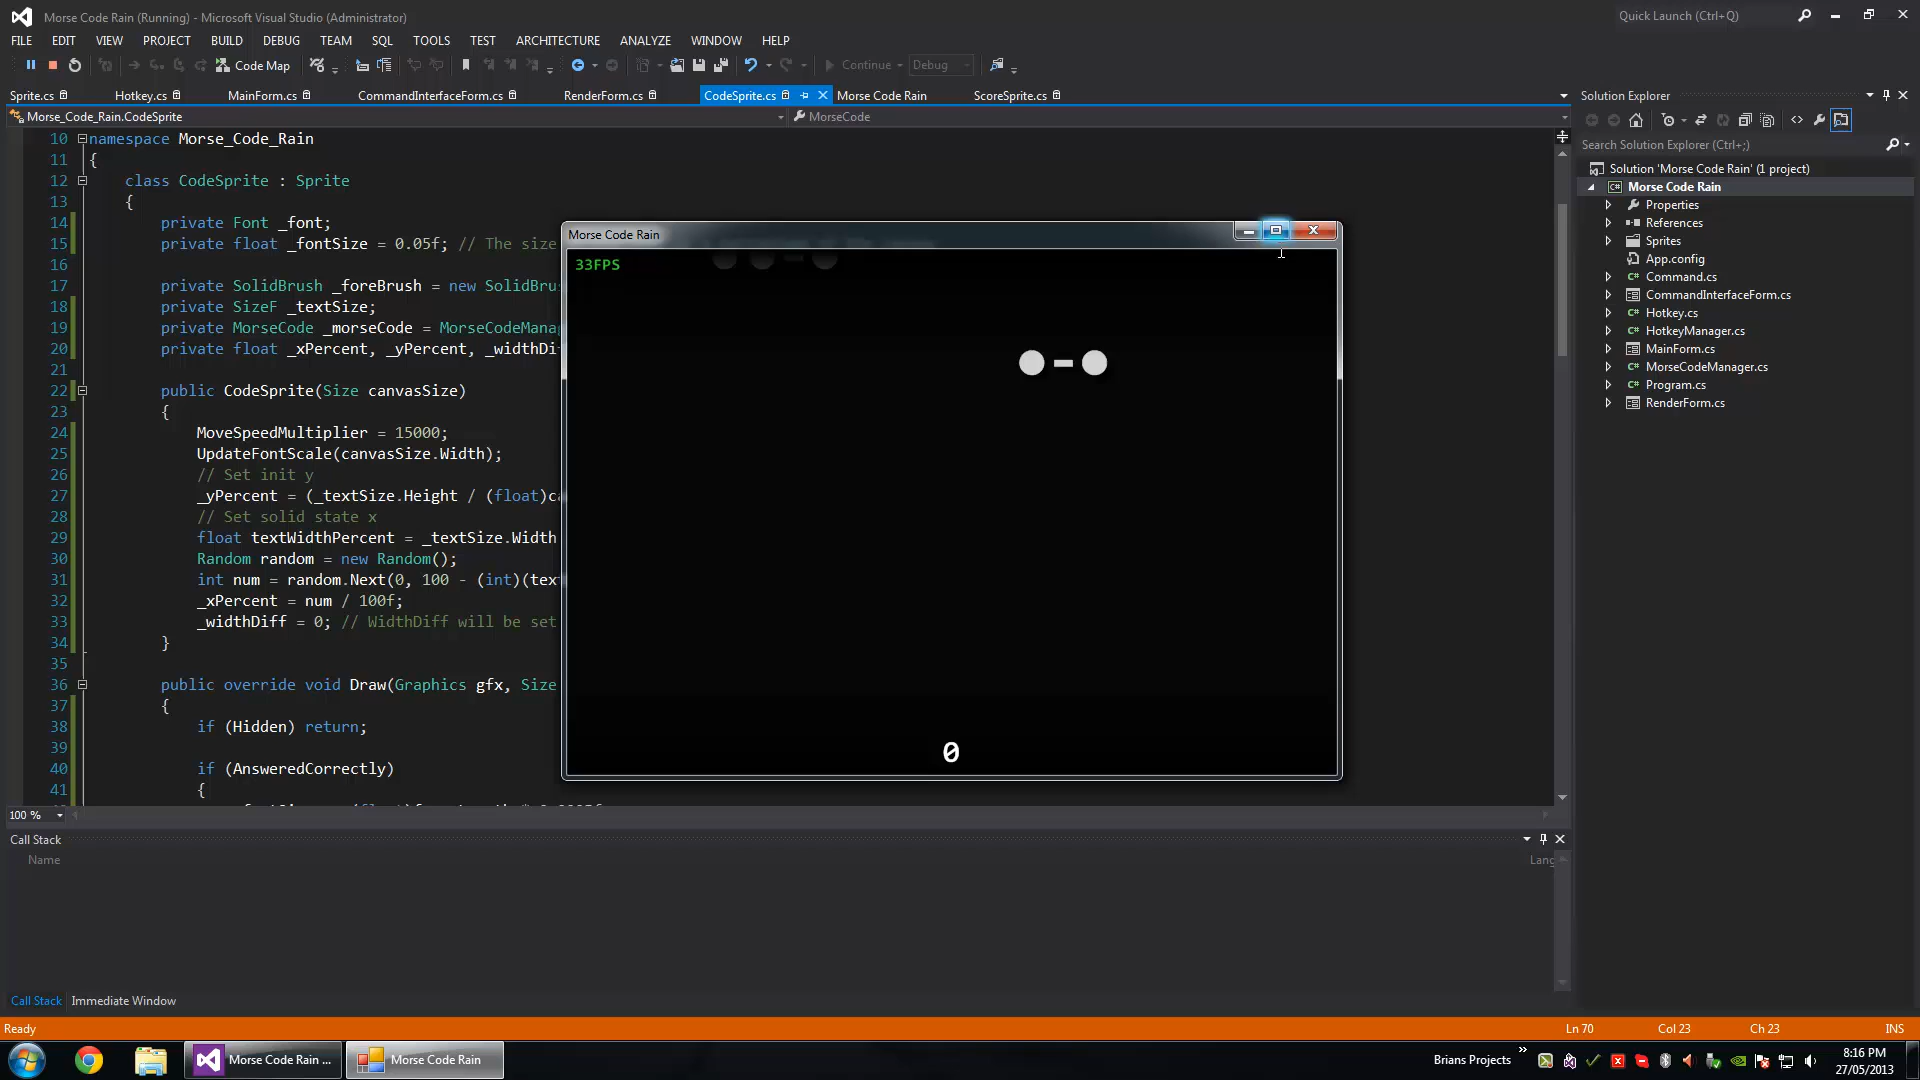 Morse Code Rain (Running) - Microsoft Visual Studio (Administrator)
Quick Launch (Ctrl+Q)
FILE EDIT VIEW PROJECT BUILD DEBUG TEAM SQL TOOLS TEST ARCHITECTURE ANALYZE WINDOW HELP
Code Map
Continue
Debug
Sprite.cs Hotkey.cs MainForm.cs CommandInterfaceForm.cs RenderForm.cs CodeSprite.cs Morse Code Rain ScoreSprite.cs
Morse_Code_Rain.CodeSprite
MorseCode
10 namespace Morse_Code_Rain
11 {
12 class CodeSprite : Sprite
13 {
14 private Font _font;
15 private float _fontSize = 0.05f; // The size
16
17 private SolidBrush _foreBrush = new SolidBrus
18 private SizeF _textSize;
19 private MorseCode _morseCode = MorseCodeMana
20 private float _xPercent, _yPercent, _widthDi
21
22 public CodeSprite(Size canvasSize)
23 {
24 MoveSpeedMultiplier = 15000;
25 UpdateFontScale(canvasSize.Width);
26 // Set init y
27 _yPercent = (_textSize.Height / (float)ca
28 // Set solid state x
29 float textWidthPercent = _textSize.Width
30 Random random = new Random();
31 int num = random.Next(0, 100 - (int)(tex
32 _xPercent = num / 100f;
33 _widthDiff = 0; // WidthDiff will be set
34 }
35
36 public override void Draw(Graphics gfx, Size
37 {
38 if (Hidden) return;
39
40 if (AnsweredCorrectly)
41 {
Morse Code Rain
33FPS
0
100 %
Call Stack
Name
Lang
Call Stack Immediate Window
Solution Explorer
Search Solution Explorer (Ctrl+;)
Solution 'Morse Code Rain' (1 project)
Morse Code Rain
Properties
References
Sprites
App.config
Command.cs
CommandInterfaceForm.cs
Hotkey.cs
HotkeyManager.cs
MainForm.cs
MorseCodeManager.cs
Program.cs
RenderForm.cs
Ready
Ln 70 Col 23 Ch 23 INS
Morse Code Rain ...
Morse Code Rain
Brians Projects
8:16 PM
27/05/2013